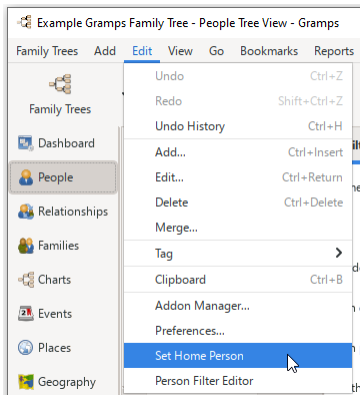 Example Gramps Family Tree - People Tree View - Gramps
Family Trees Add Edit View Go Bookmarks Reports
Family Trees
Dashboard
People
Relationships
Families
Charts
Events
Places
Geography
Undo Ctrl+Z
Redo Shift+Ctrl+Z
Undo History Ctrl+H
Add... Ctrl+Insert
Edit... Ctrl+Return
Delete Ctrl+Delete
Merge...
Tag
Clipboard Ctrl+B
Addon Manager...
Preferences...
Set Home Person
Person Filter Editor